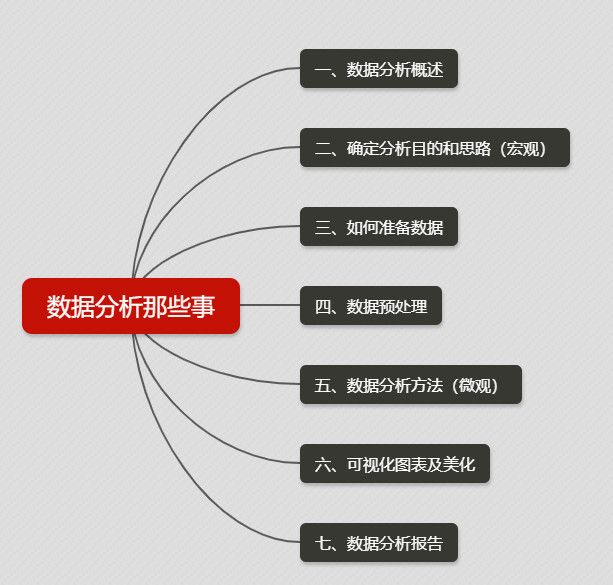 一、数据分析概述
二、确定分析目的和思路（宏观）
三、如何准备数据
数据分析那些事
四、数据预处理
五、数据分析方法（微观）
六、可视化图表及美化
七、数据分析报告